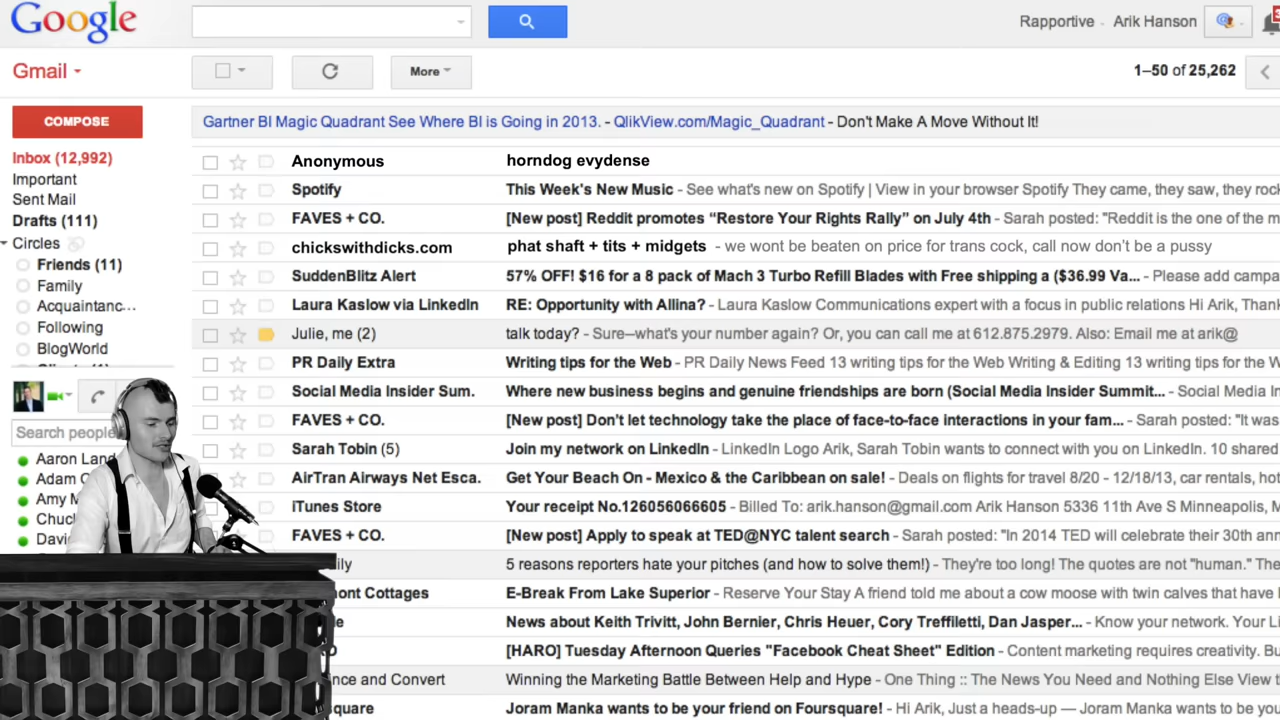 Google
Rapportive Arik Hanson
Gmail
More
1–50 of 25,262
COMPOSE
Gartner BI Magic Quadrant See Where BI is Going in 2013. - QlikView.com/Magic_Quadrant - Don't Make A Move Without It!
Inbox (12,992)
Important
Sent Mail
Drafts (111)
Circles
Friends (11)
Family
Acquaintanc...
Following
BlogWorld
Search people
Aaron Land
Adam
Amy M
Chuc
Davi
Anonymous horndog evydense
Spotify This Week's New Music - See what's new on Spotify | View in your browser Spotify They came, they saw, they rock
FAVES + CO. [New post] Reddit promotes “Restore Your Rights Rally” on July 4th - Sarah posted: "Reddit is the one of the m
chickswithdicks.com phat shaft + tits + midgets - we wont be beaten on price for trans cock, call now don’t be a pussy
SuddenBlitz Alert 57% OFF! $16 for a 8 pack of Mach 3 Turbo Refill Blades with Free shipping a ($36.99 Va... - Please add campa
Laura Kaslow via LinkedIn RE: Opportunity with Allina? - Laura Kaslow Communications expert with a focus in public relations Hi Arik, Thank
Julie, me (2) talk today? - Sure--what's your number again? Or, you can call me at 612.875.2979. Also: Email me at arik@
PR Daily Extra Writing tips for the Web - PR Daily News Feed 13 writing tips for the Web Writing & Editing 13 writing tips for the W
Social Media Insider Sum. Where new business begins and genuine friendships are born (Social Media Insider Summit... - Social Media
FAVES + CO. [New post] Don't let technology take the place of face-to-face interactions in your fam... - Sarah posted: "It was
Sarah Tobin (5) Join my network on LinkedIn - LinkedIn Logo Arik, Sarah Tobin wants to connect with you on LinkedIn. 10 shared
AirTran Airways Net Esca. Get Your Beach On - Mexico & the Caribbean on sale! - Deals on flights for travel 8/20 - 12/18/13, car rentals, hot
iTunes Store Your receipt No.126056066605 - Billed To: arik.hanson@gmail.com Arik Hanson 5336 11th Ave S Minneapolis, M
FAVES + CO. [New post] Apply to speak at TED@NYC talent search - Sarah posted: "In 2014 TED will celebrate their 30th ann
ily 5 reasons reporters hate your pitches (and how to solve them!) - They're too long! The quotes are not "human." The
ont Cottages E-Break From Lake Superior - Reserve Your Stay A friend told me about a cow moose with twin calves that have
News about Keith Trivitt, John Bernier, Chris Heuer, Cory Treffiletti, Dan Jasper... - Know your network. Your Li
[HARO] Tuesday Afternoon Queries "Facebook Cheat Sheet" Edition - Content marketing requires creativity. Bu
nce and Convert Winning the Marketing Battle Between Help and Hype - One Thing :: The News You Need and Nothing Else View t
square Joram Manka wants to be your friend on Foursquare! - Hi Arik, Just a heads-up — Joram Manka wants to be yo